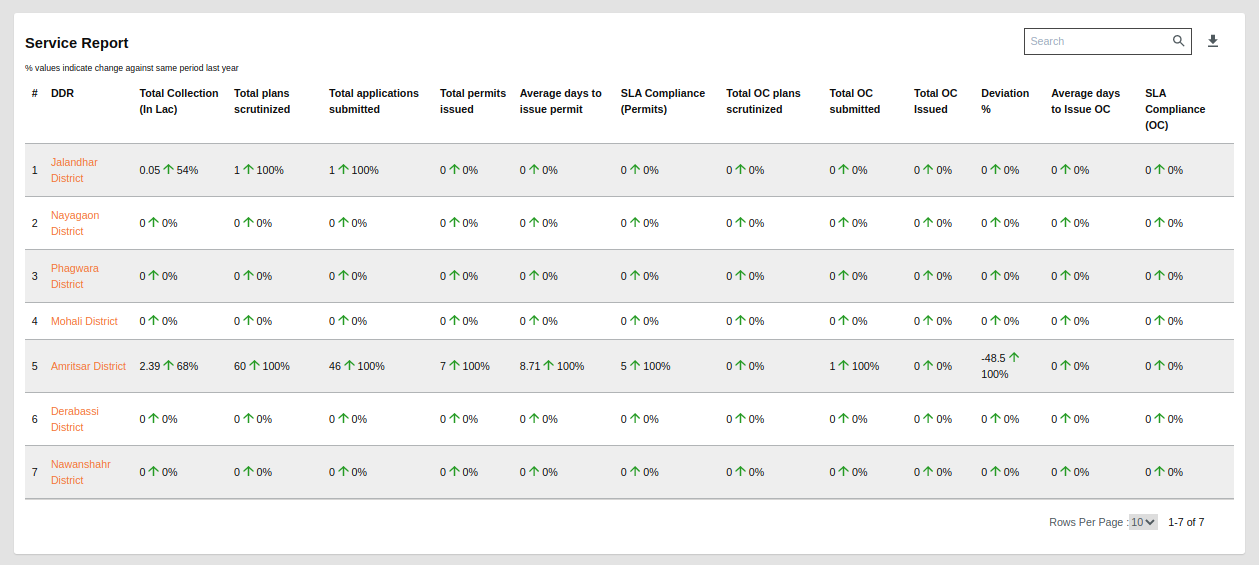 Service Report
Search
% values indicate change against same period last year
# DDR Total Collection (In Lac) Total plans scrutinized Total applications submitted Total permits issued Average days to issue permit SLA Compliance (Permits) Total OC plans scrutinized Total OC submitted Total OC Issued Deviation % Average days to Issue OC SLA Compliance (OC)
1 Jalandhar District 0.05 ↑ 54% 1 ↑ 100% 1 ↑ 100% 0 ↑ 0% 0 ↑ 0% 0 ↑ 0% 0 ↑ 0% 0 ↑ 0% 0 ↑ 0% 0 ↑ 0% 0 ↑ 0% 0 ↑ 0%
2 Nayagaon District 0 ↑ 0% 0 ↑ 0% 0 ↑ 0% 0 ↑ 0% 0 ↑ 0% 0 ↑ 0% 0 ↑ 0% 0 ↑ 0% 0 ↑ 0% 0 ↑ 0% 0 ↑ 0% 0 ↑ 0%
3 Phagwara District 0 ↑ 0% 0 ↑ 0% 0 ↑ 0% 0 ↑ 0% 0 ↑ 0% 0 ↑ 0% 0 ↑ 0% 0 ↑ 0% 0 ↑ 0% 0 ↑ 0% 0 ↑ 0% 0 ↑ 0%
4 Mohali District 0 ↑ 0% 0 ↑ 0% 0 ↑ 0% 0 ↑ 0% 0 ↑ 0% 0 ↑ 0% 0 ↑ 0% 0 ↑ 0% 0 ↑ 0% 0 ↑ 0% 0 ↑ 0% 0 ↑ 0%
5 Amritsar District 2.39 ↑ 68% 60 ↑ 100% 46 ↑ 100% 7 ↑ 100% 8.71 ↑ 100% 5 ↑ 100% 0 ↑ 0% 1 ↑ 100% 0 ↑ 0% -48.5 ↑ 100% 0 ↑ 0% 0 ↑ 0%
6 Derabassi District 0 ↑ 0% 0 ↑ 0% 0 ↑ 0% 0 ↑ 0% 0 ↑ 0% 0 ↑ 0% 0 ↑ 0% 0 ↑ 0% 0 ↑ 0% 0 ↑ 0% 0 ↑ 0% 0 ↑ 0%
7 Nawanshahr District 0 ↑ 0% 0 ↑ 0% 0 ↑ 0% 0 ↑ 0% 0 ↑ 0% 0 ↑ 0% 0 ↑ 0% 0 ↑ 0% 0 ↑ 0% 0 ↑ 0% 0 ↑ 0% 0 ↑ 0%
Rows Per Page : 10 1-7 of 7